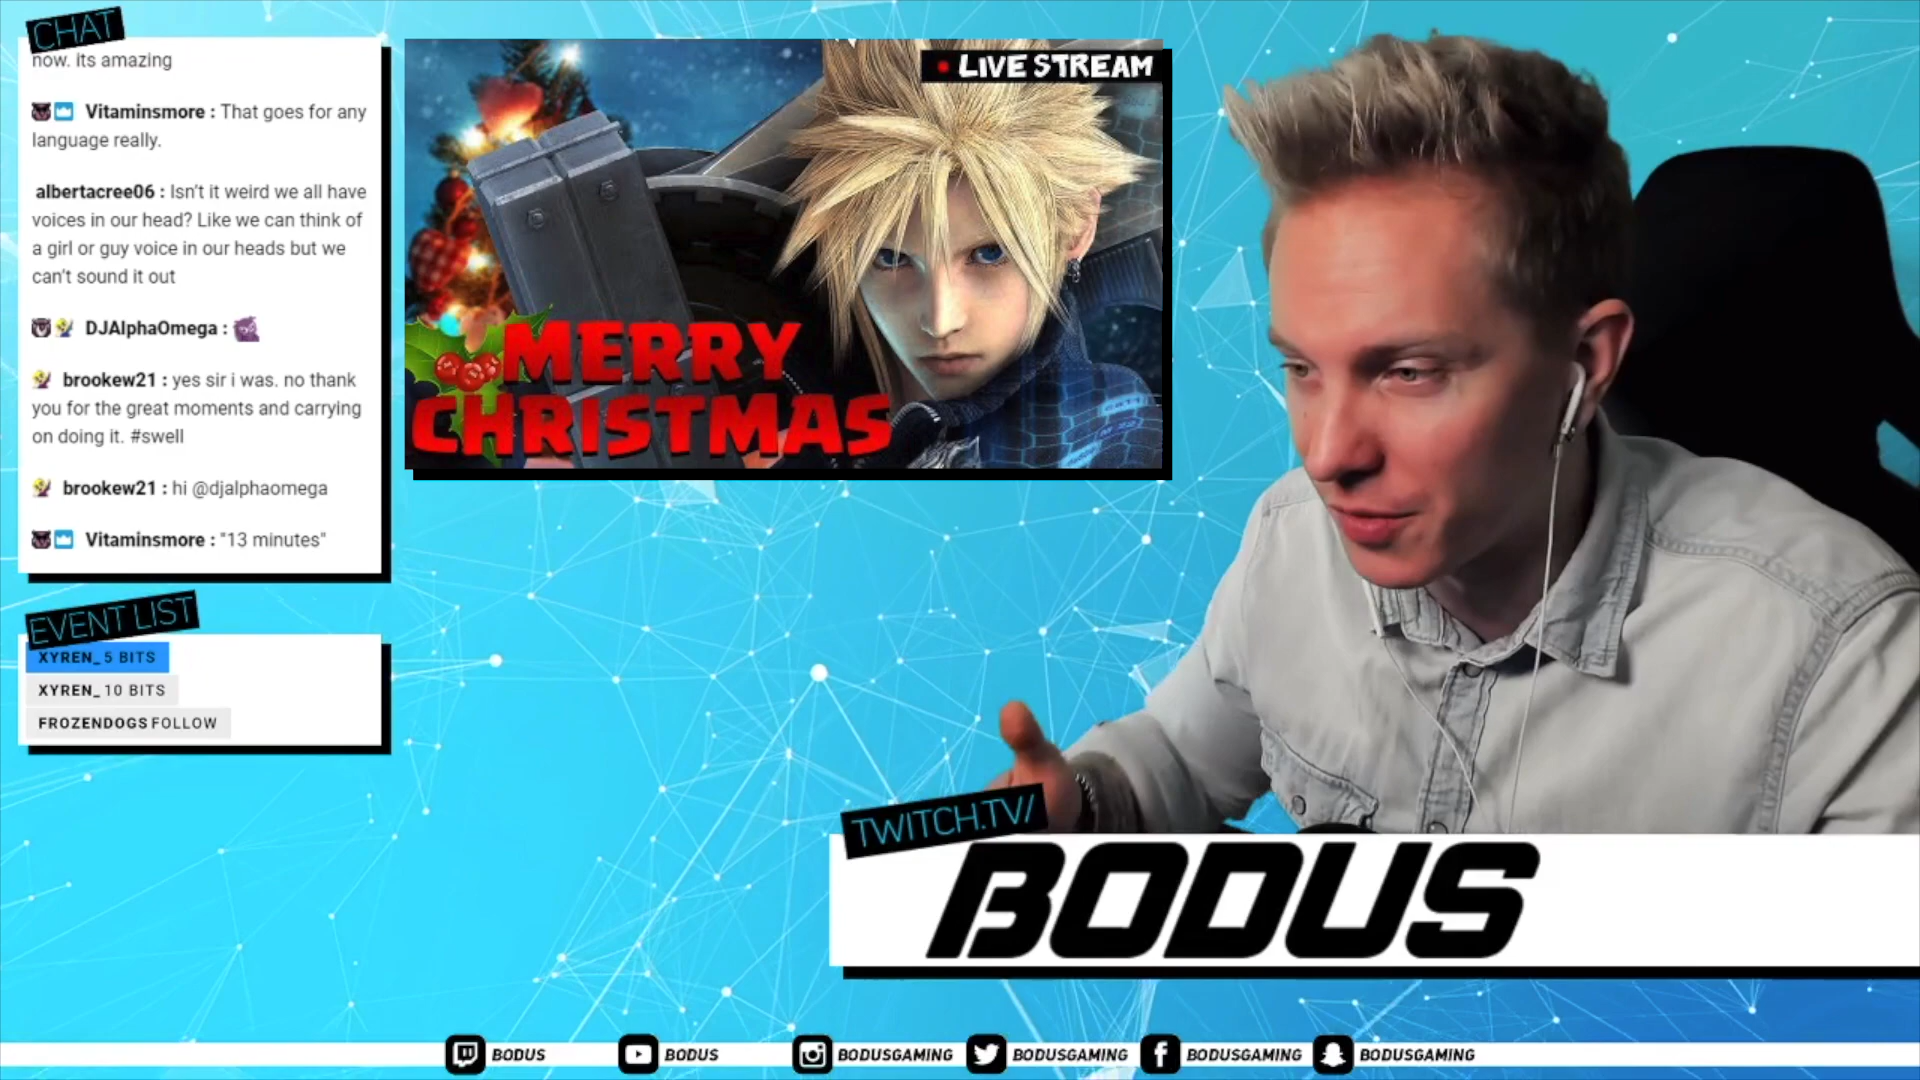 CHAT
now. Its amazing
Vitaminsmore : That goes for any
language really.
albertacree06 : Isn't it weird we all have
voices in our head? Like we can think of
a girl or guy voice in our heads but we
can't sound it out
DJAlphaOmega :
brookew21 : yes sir i was. no thank
you for the great moments and carrying
on doing it. #swell
brookew21 : hi @djalphaomega
Vitaminsmore : "13 minutes"
EVENT LIST
XYREN_ 5 BITS
XYREN_ 10 BITS
FROZENDOGS FOLLOW
LIVE STREAM
MERRY
CHRISTMAS
TWITCH.TV/
BODUS
BODUS BODUS BODUSGAMING BODUSGAMING BODUSGAMING BODUSGAMING